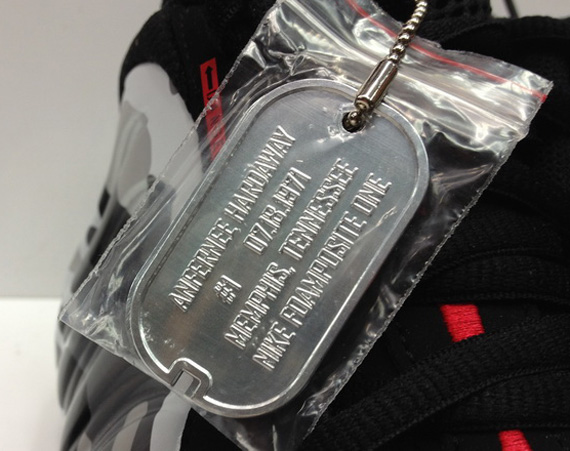 ANFERNEE HARDAWAY
#1 07.18.1971
MEMPHIS, TENNESSEE
NIKE FOAMPOSITE ONE